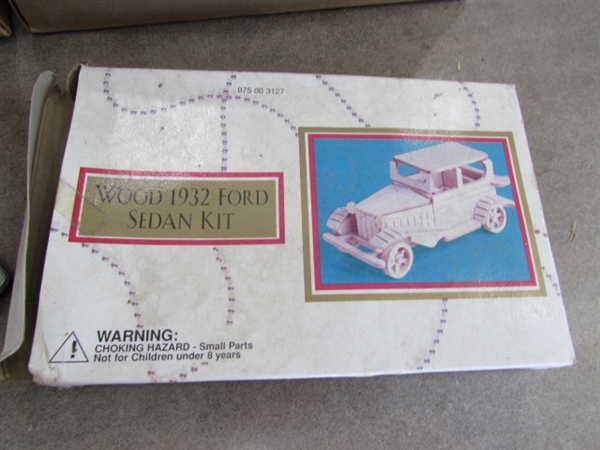 075 00 3127
WOOD 1932 FORD
SEDAN KIT
WARNING:
CHOKING HAZARD - Small Parts
Not for Children under 8 years